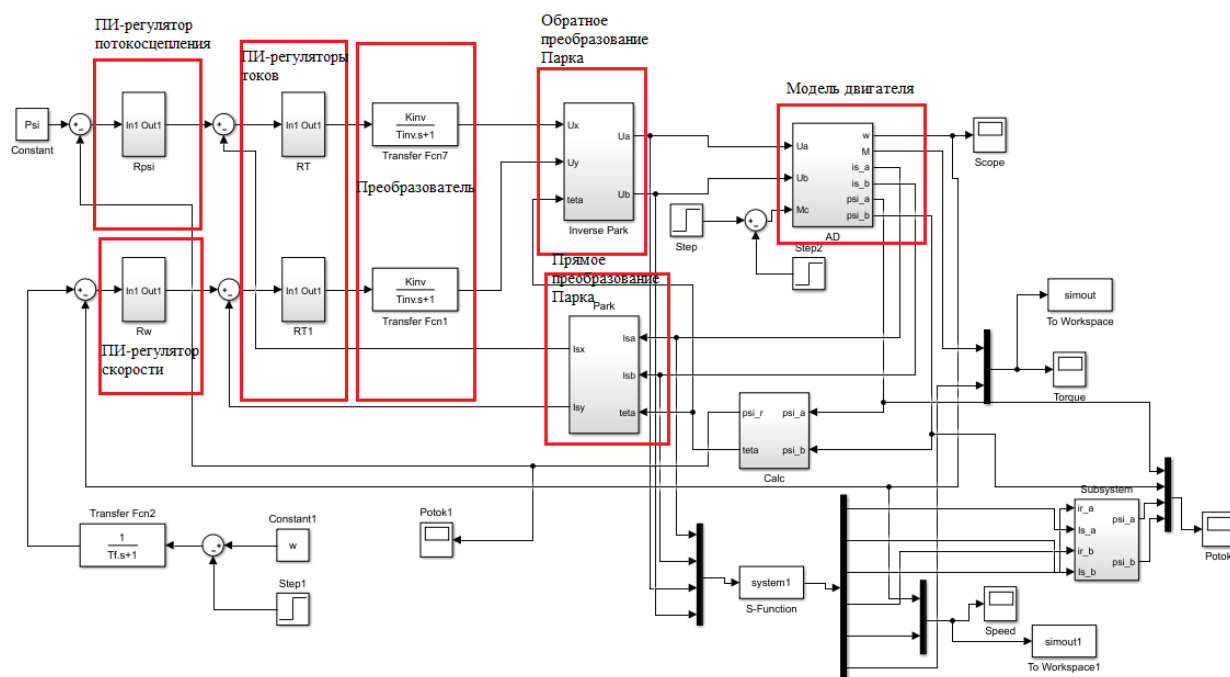 ПИ-регулятор
потокосцепления
ПИ-регуляторы
токов
Обратное
преобразование
Парка
Модель двигателя
Psi
Constant
In1 Out1
Rpsi
In1 Out1
RT
Kinv
Tinv.s+1
Transfer Fcn7
Преобразователь
Ux
Uy
teta
Ua
Ub
Inverse Park
Ua
Ub
Mc
w
M
is_a
is_b
psi_a
psi_b
AD
Scope
Step
Step2
In1 Out1
Rw
ПИ-регулятор
скорости
In1 Out1
RT1
Kinv
Tinv.s+1
Transfer Fcn1
Прямое
преобразование
Парка
Park
Isx
Isy
Isa
Isb
teta
simout
To Workspace
Torque
psi_r
teta
psi_a
psi_b
Calc
Transfer Fcn2
1
Tf.s+1
Constant1
w
Step1
Potok1
system1
S-Function
Subsystem
ir_a
Is_a
ir_b
Is_b
psi_a
psi_b
Potok
Speed
simout1
To Workspace1